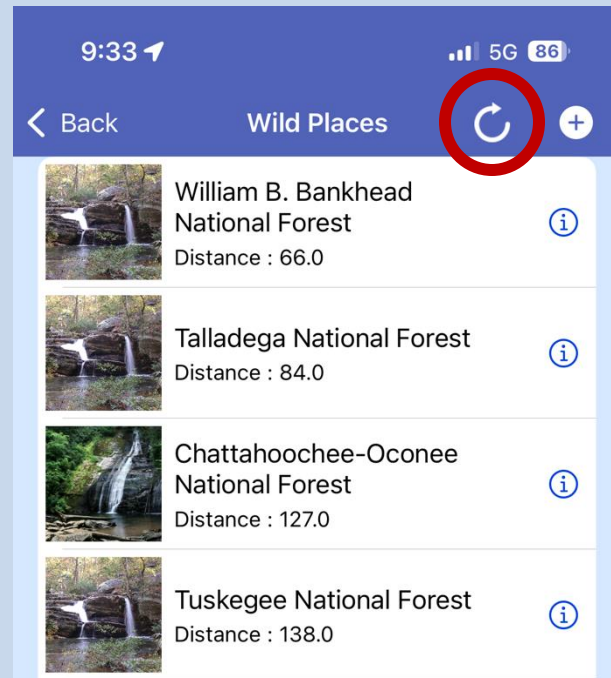 9:33 5G 86
Back Wild Places
William B. Bankhead
National Forest
Distance : 66.0
Talladega National Forest
Distance : 84.0
Chattahoochee-Oconee
National Forest
Distance : 127.0
Tuskegee National Forest
Distance : 138.0